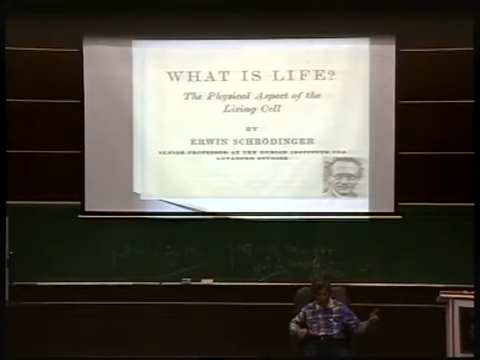 WHAT IS LIFE?
The Physical Aspect of the
Living Cell
BY
ERWIN SCHRÖDINGER
SENIOR PROFESSOR AT THE DUBLIN INSTITUTE FOR
ADVANCED STUDIES